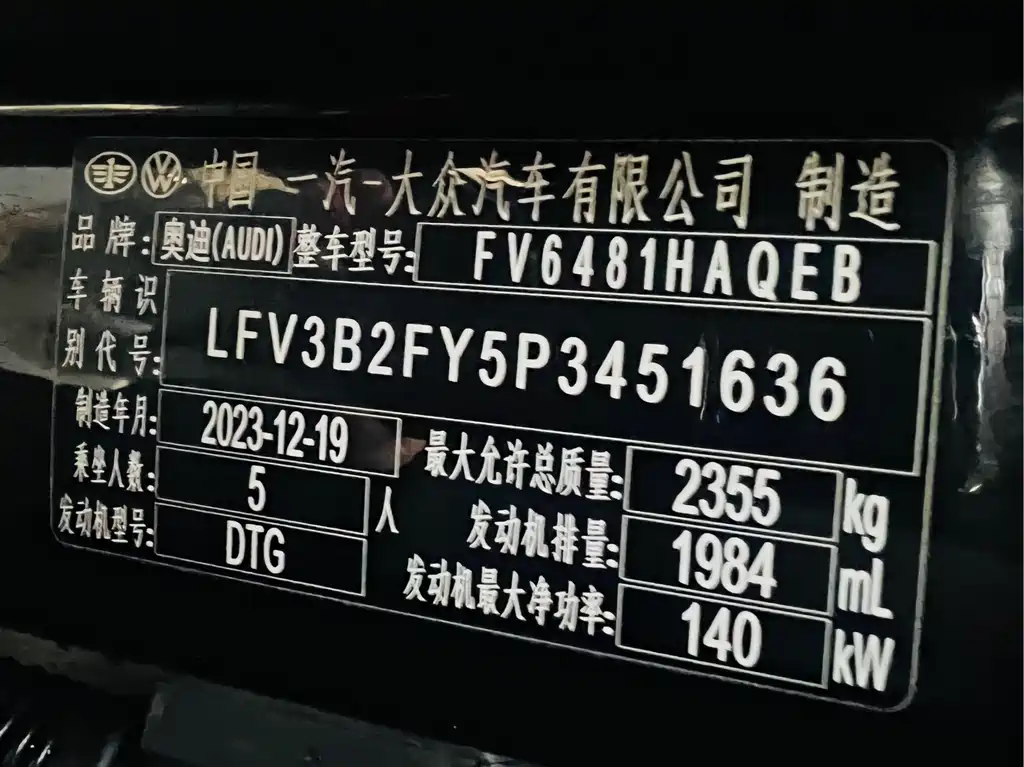 中国 一汽-大众汽车有限公司 制造
品牌: 奥迪(AUDI) 整车型号: FV6481HAQEB
车辆识别代号: LFV3B2FY5P3451636
制造年月: 2023-12-19 最大允许总质量: 2355 kg
乘坐人数: 5 人 发动机排量: 1984 mL
发动机型号: DTG 发动机最大净功率: 140 kW